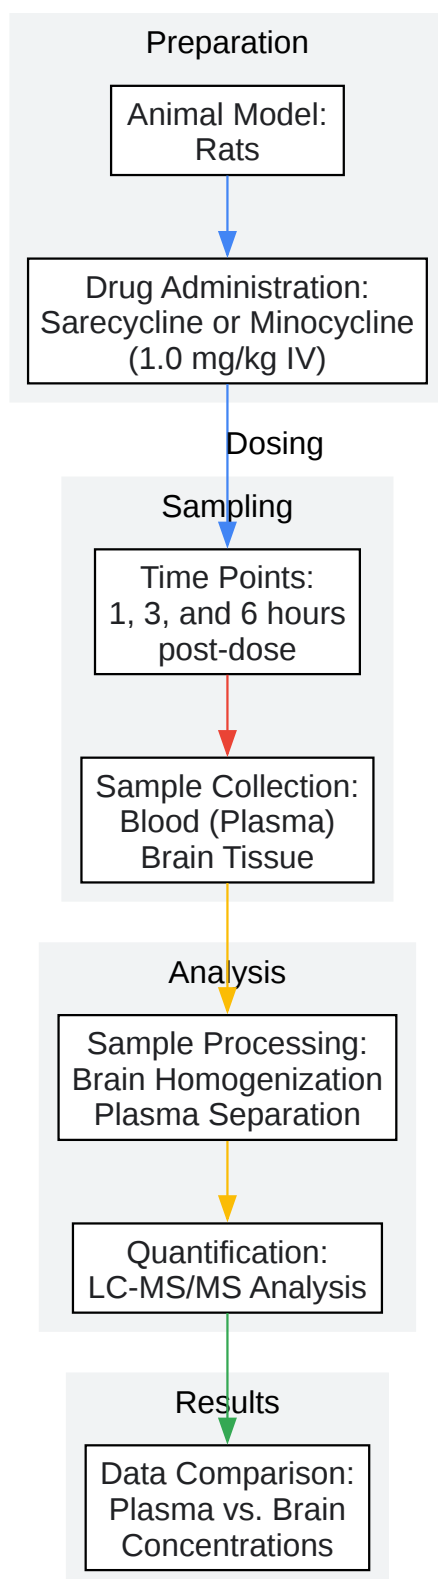 Preparation
Animal Model:
Rats
Drug Administration:
Sarecycline or Minocycline
(1.0 mg/kg IV)
Dosing
Sampling
Time Points:
1, 3, and 6 hours
post-dose
Sample Collection:
Blood (Plasma)
Brain Tissue
Analysis
Sample Processing:
Brain Homogenization
Plasma Separation
Quantification:
LC-MS/MS Analysis
Results
Data Comparison:
Plasma vs. Brain
Concentrations